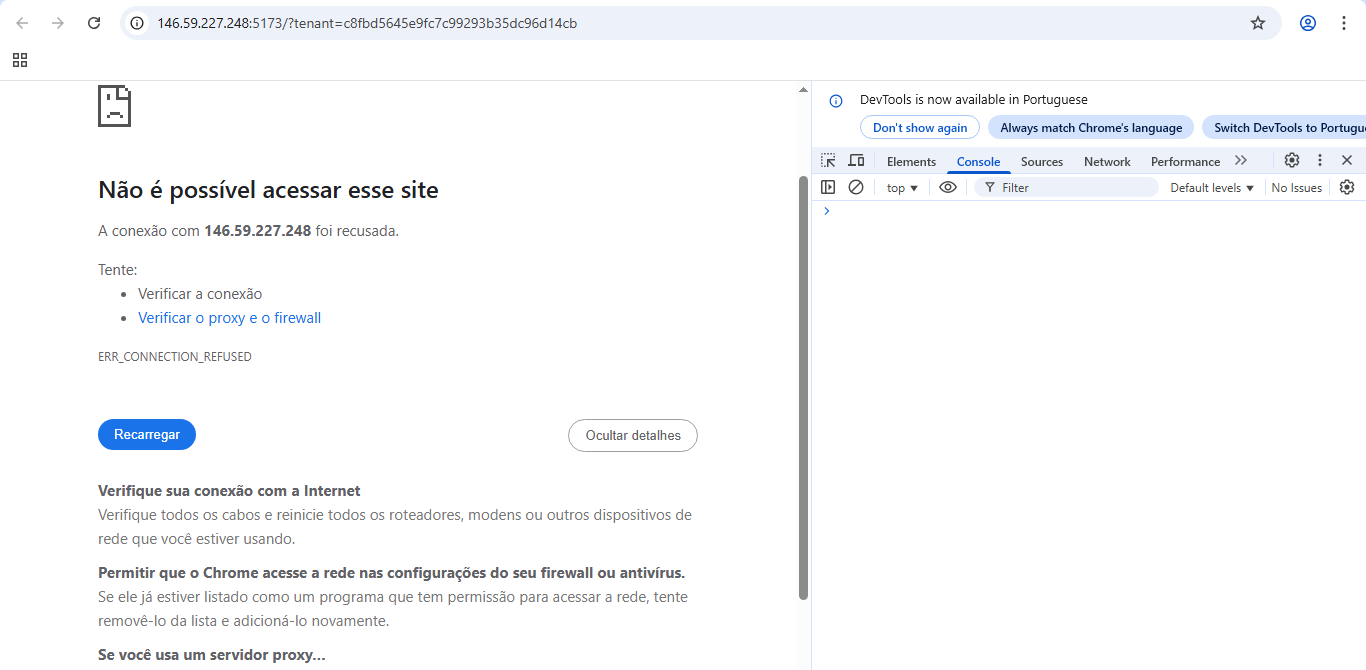 146.59.227.248:5173/?tenant=c8fbd5645e9fc7c99293b35dc96d14cb
Não é possível acessar esse site
A conexão com 146.59.227.248 foi recusada.
Tente:
• Verificar a conexão
• Verificar o proxy e o firewall
ERR_CONNECTION_REFUSED
Recarregar
Ocultar detalhes
Verifique sua conexão com a Internet
Verifique todos os cabos e reinicie todos os roteadores, modens ou outros dispositivos de
rede que você estiver usando.
Permitir que o Chrome acesse a rede nas configurações do seu firewall ou antivírus.
Se ele já estiver listado como um programa que tem permissão para acessar a rede, tente
removê-lo da lista e adicioná-lo novamente.
Se você usa um servidor proxy...
DevTools is now available in Portuguese
Don't show again
Always match Chrome's language
Switch DevTools to Portugu
Elements
Console
Sources
Network
Performance
top
Filter
Default levels
No Issues